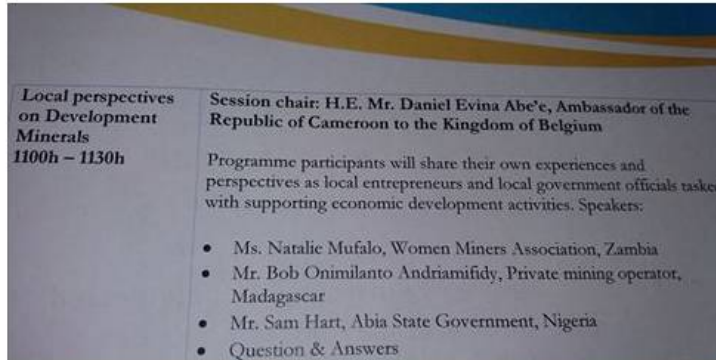 Local perspectives
on Development
Minerals
1100h – 1130h
Session chair: H.E. Mr. Daniel Evina Abe'e, Ambassador of the
Republic of Cameroon to the Kingdom of Belgium
Programme participants will share their own experiences and
perspectives as local entrepreneurs and local government officials taske
with supporting economic development activities. Speakers:
• Ms. Natalie Mufalo, Women Miners Association, Zambia
• Mr. Bob Onimilanto Andriamifidy, Private mining operator,
Madagascar
• Mr. Sam Hart, Abia State Government, Nigeria
• Question & Answers